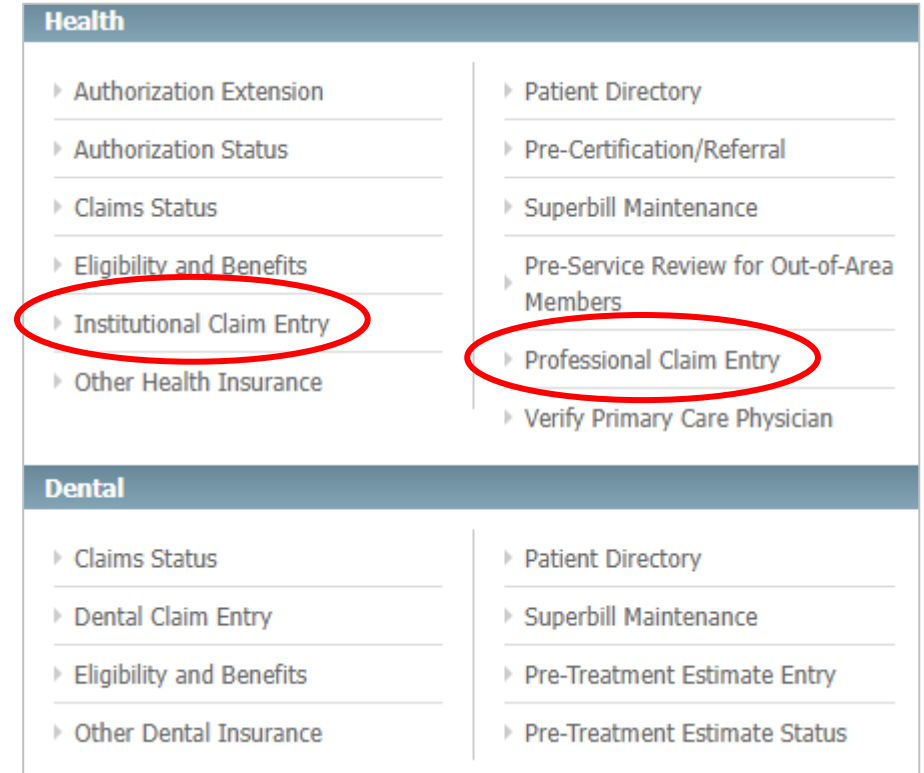 Health
Authorization Extension
Authorization Status
Claims Status
Eligibility and Benefits
Institutional Claim Entry
Other Health Insurance
Patient Directory
Pre-Certification/Referral
Superbill Maintenance
Pre-Service Review for Out-of-Area
Members
Professional Claim Entry
Verify Primary Care Physician
Dental
Claims Status
Dental Claim Entry
Eligibility and Benefits
Other Dental Insurance
Patient Directory
Superbill Maintenance
Pre-Treatment Estimate Entry
Pre-Treatment Estimate Status